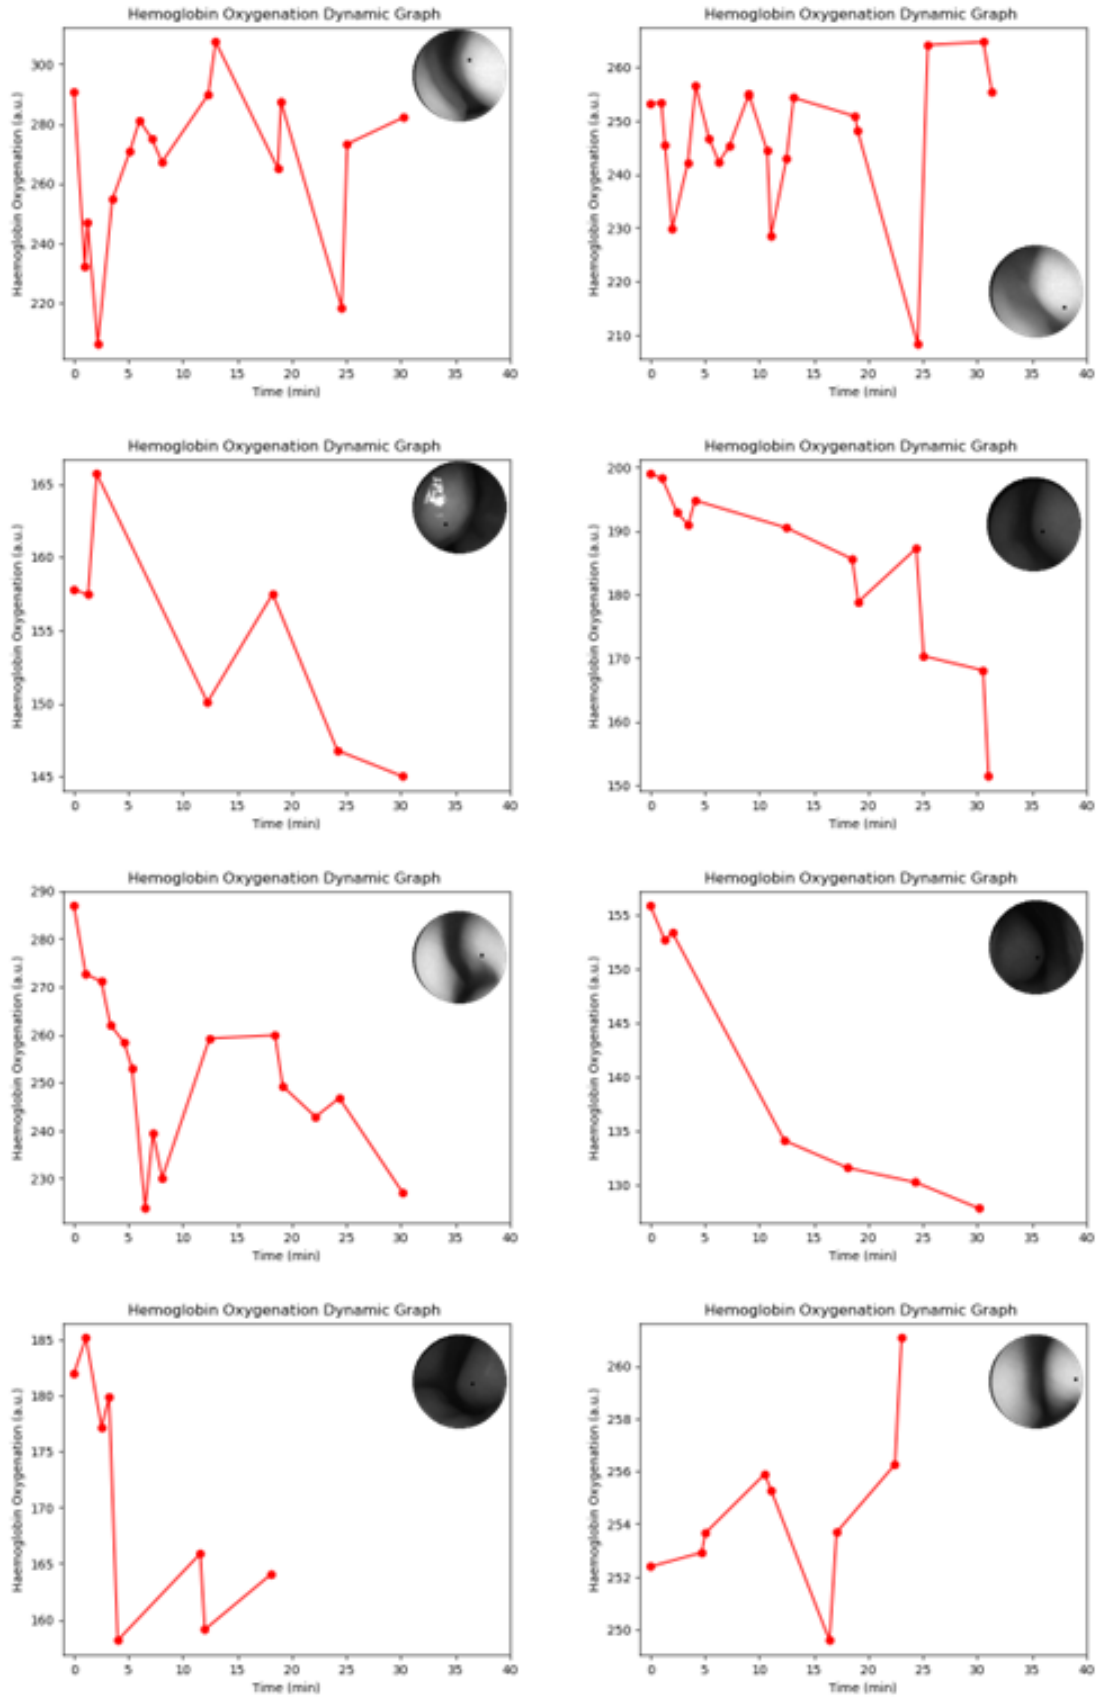 Hemoglobin Oxygenation Dynamic Graph
Haemoglobin Oxygenation (a.u.)
300
280
260
240
220
0 5 10 15 20 25 30 35 40
Time (min)
Hemoglobin Oxygenation Dynamic Graph
Haemoglobin Oxygenation (a.u.)
260
250
240
230
220
210
0 5 10 15 20 25 30 35 40
Time (min)
Hemoglobin Oxygenation Dynamic Graph
Haemoglobin Oxygenation (a.u.)
165
160
155
150
145
0 5 10 15 20 25 30 35 40
Time (min)
Hemoglobin Oxygenation Dynamic Graph
Haemoglobin Oxygenation (a.u.)
200
190
180
170
160
150
0 5 10 15 20 25 30 35 40
Time (min)
Hemoglobin Oxygenation Dynamic Graph
Haemoglobin Oxygenation (a.u.)
290
280
270
260
250
240
230
0 5 10 15 20 25 30 35 40
Time (min)
Hemoglobin Oxygenation Dynamic Graph
Haemoglobin Oxygenation (a.u.)
155
150
145
140
135
130
0 5 10 15 20 25 30 35 40
Time (min)
Hemoglobin Oxygenation Dynamic Graph
Haemoglobin Oxygenation (a.u.)
185
180
175
170
165
160
0 5 10 15 20 25 30 35 40
Time (min)
Hemoglobin Oxygenation Dynamic Graph
Haemoglobin Oxygenation (a.u.)
260
258
256
254
252
250
0 5 10 15 20 25 30 35 40
Time (min)